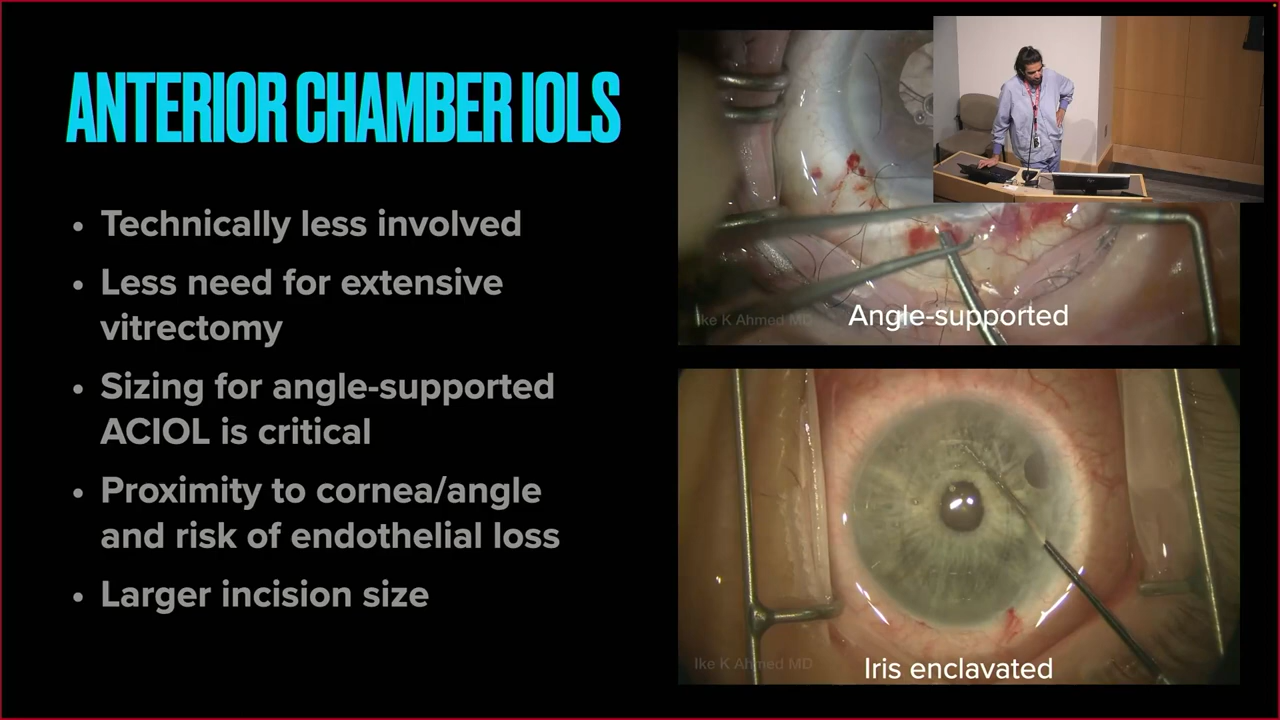 ANTERIOR CHAMBER IOLS
• Technically less involved
• Less need for extensive
vitrectomy
• Sizing for angle-supported
ACIOL is critical
• Proximity to cornea/angle
and risk of endothelial loss
• Larger incision size
Ike K Ahmed MD
Angle-supported
Ike K Ahmed MD
Iris enclavated